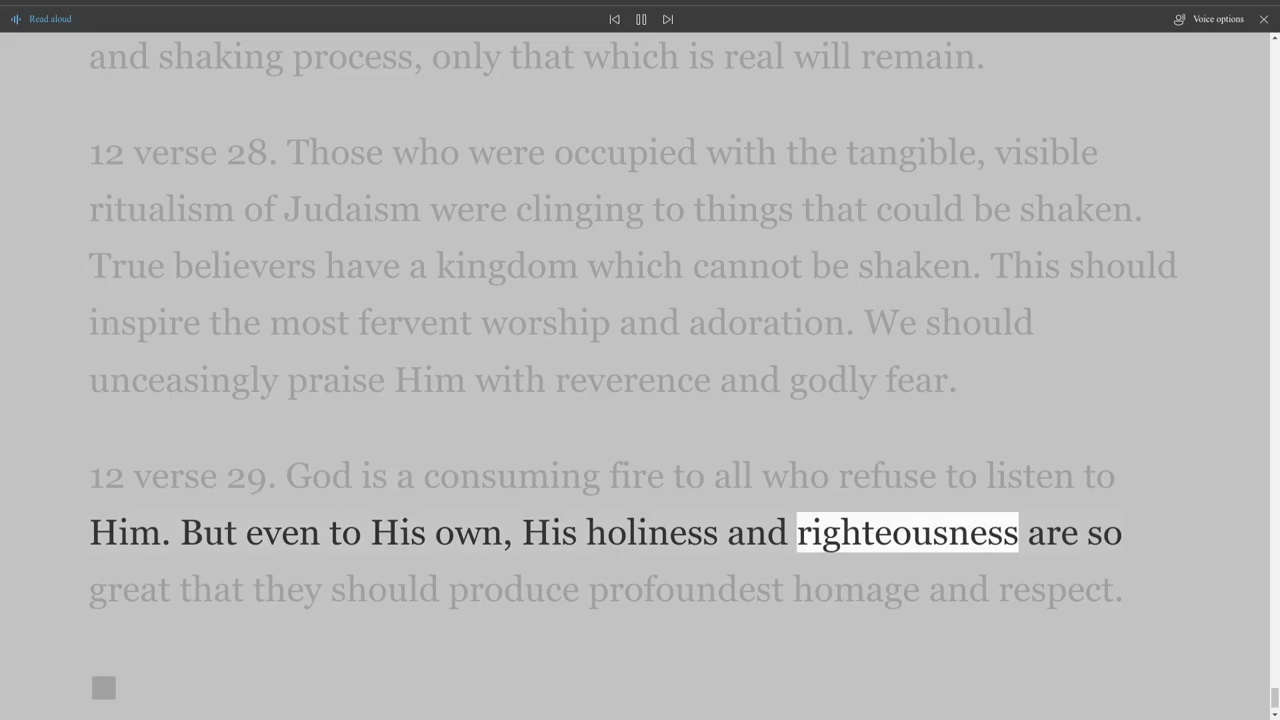 Read aloud
Voice options
and shaking process, only that which is real will remain.
12 verse 28. Those who were occupied with the tangible, visible
ritualism of Judaism were clinging to things that could be shaken.
True believers have a kingdom which cannot be shaken. This should
inspire the most fervent worship and adoration. We should
unceasingly praise Him with reverence and godly fear.
12 verse 29. God is a consuming fire to all who refuse to listen to
Him. But even to His own, His holiness and righteousness are so
great that they should produce profoundest homage and respect.